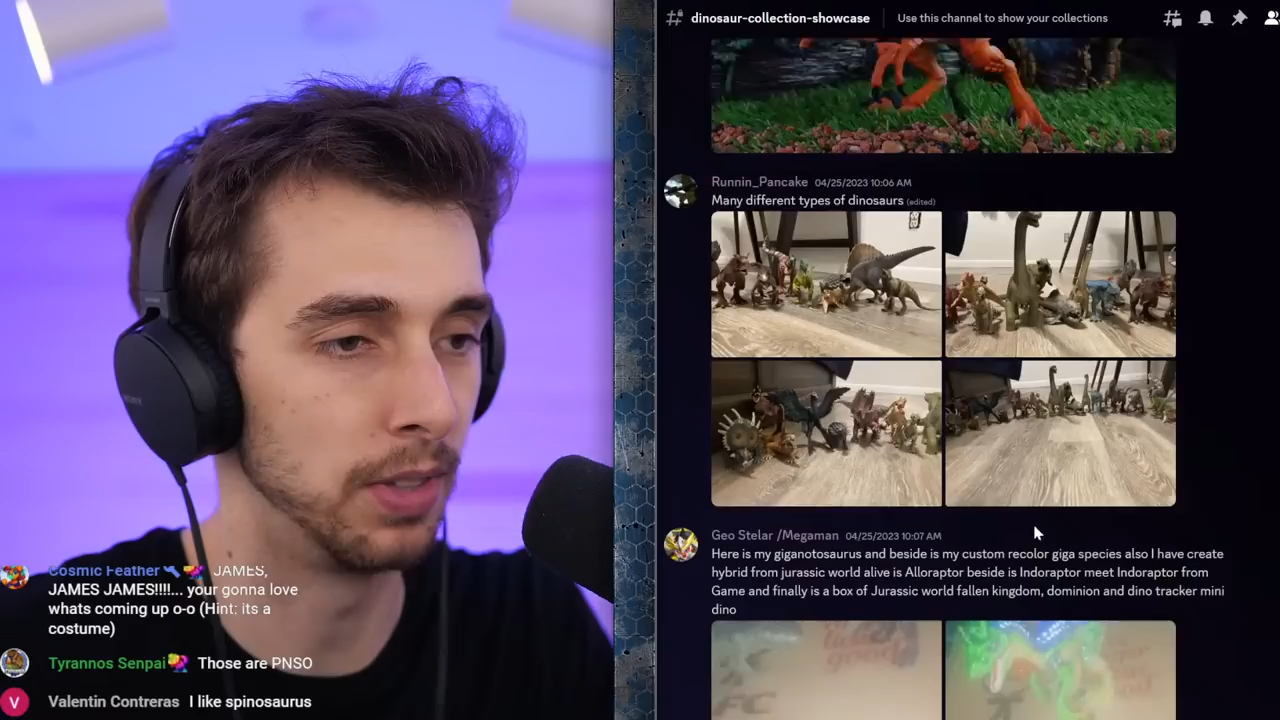 dinosaur-collection-showcase
Use this channel to show your collections
Runnin_Pancake 04/25/2023 10:06 AM
Many different types of dinosaurs (edited)
Geo Stelar /Megaman 04/25/2023 10:07 AM
Here is my giganotosaurus and beside is my custom recolor giga species also I have create
hybrid from jurassic world alive is Alloraptor beside is Indoraptor meet Indoraptor from
Game and finally is a box of Jurassic world fallen kingdom, dominion and dino tracker mini
dino
Cosmic Feather JAMES,
JAMES JAMES!!!!... your gonna love
whats coming up o-o (Hint: its a
costume)
Tyrannos Senpai Those are PNSO
V
Valentin Contreras I like spinosaurus